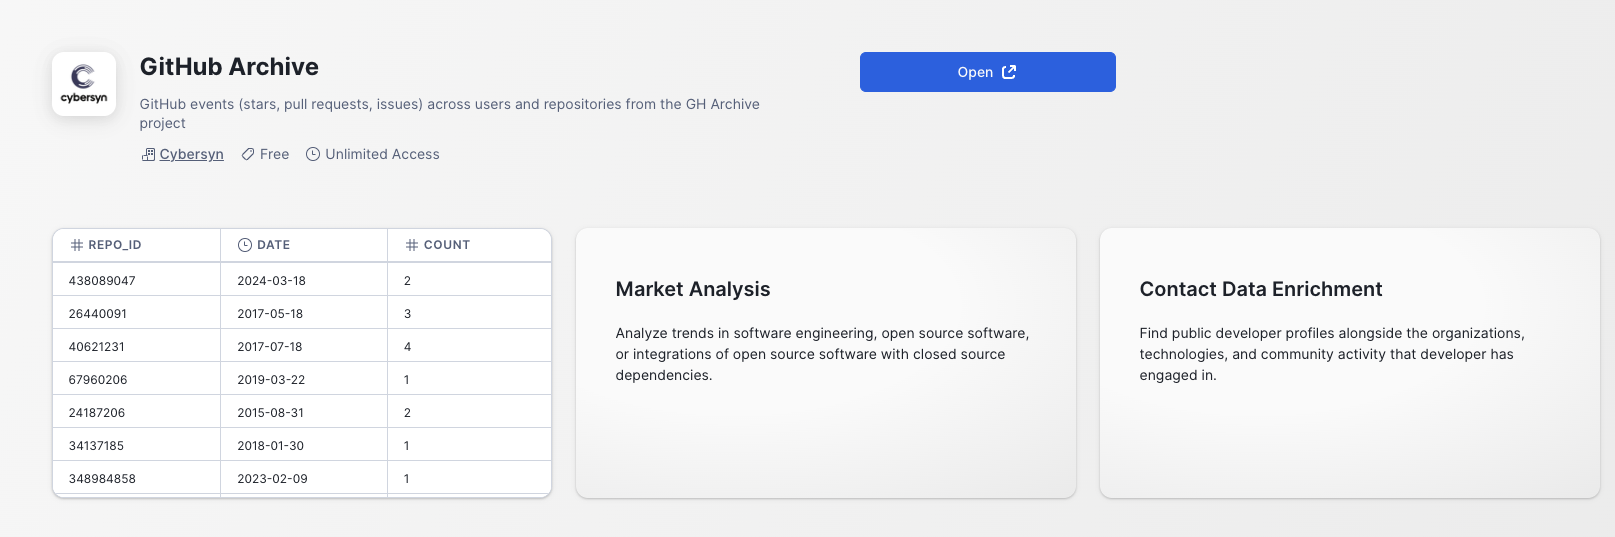 cybersyn
GitHub Archive
GitHub events (stars, pull requests, issues) across users and repositories from the GH Archive
project
Cybersyn Free Unlimited Access
Open
REPO_ID DATE COUNT
438089047 2024-03-18 2
26440091 2017-05-18 3
40621231 2017-07-18 4
67960206 2019-03-22 1
24187206 2015-08-31 2
34137185 2018-01-30 1
348984858 2023-02-09 1
Market Analysis
Analyze trends in software engineering, open source software,
or integrations of open source software with closed source
dependencies.
Contact Data Enrichment
Find public developer profiles alongside the organizations,
technologies, and community activity that developer has
engaged in.